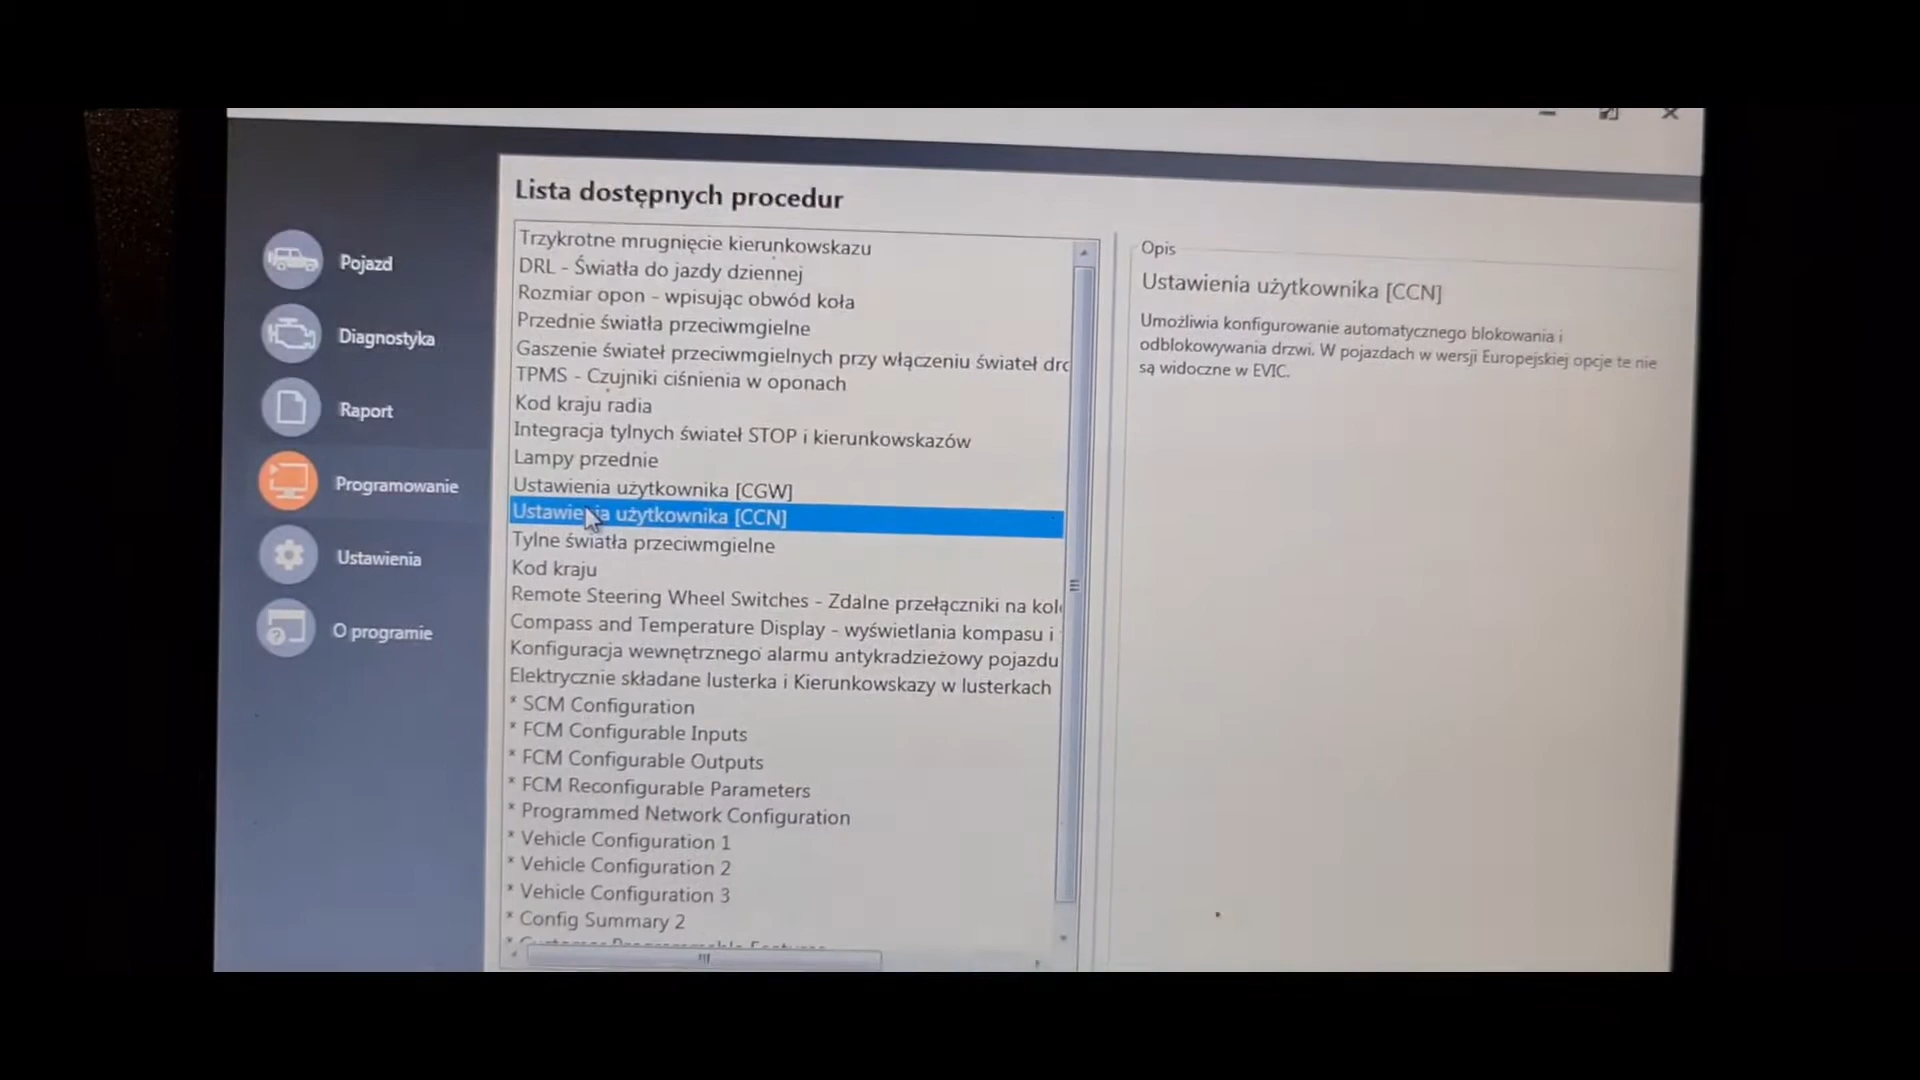 Lista dostępnych procedur
Pojazd
Diagnostyka
Raport
Programowanie
Ustawienia
O programie
Trzykrotne mrugnięcie kierunkowskazu
DRL - Światła do jazdy dziennej
Rozmiar opon - wpisując obwód koła
Przednie światła przeciwmgielne
Gaszenie świateł przeciwmgielnych przy włączeniu świateł drc
TPMS - Czujniki ciśnienia w oponach
Kod kraju radia
Integracja tylnych świateł STOP i kierunkowskazów
Lampy przednie
Ustawienia użytkownika [CGW]
Ustawienia użytkownika [CCN]
Tylne światła przeciwmgielne
Kod kraju
Remote Steering Wheel Switches - Zdalne przełączniki na kol
Compass and Temperature Display - wyświetlania kompasu i
Konfiguracja wewnętrznego alarmu antykradzieżowy pojazdu
Elektrycznie składane lusterka i Kierunkowskazy w lusterkach
* SCM Configuration
* FCM Configurable Inputs
* FCM Configurable Outputs
* FCM Reconfigurable Parameters
* Programmed Network Configuration
* Vehicle Configuration 1
* Vehicle Configuration 2
* Vehicle Configuration 3
* Config Summary 2
Opis
Ustawienia użytkownika [CCN]
Umożliwia konfigurowanie automatycznego blokowania i
odblokowywania drzwi. W pojazdach w wersji Europejskiej opcje te nie
są widoczne w EVIC.